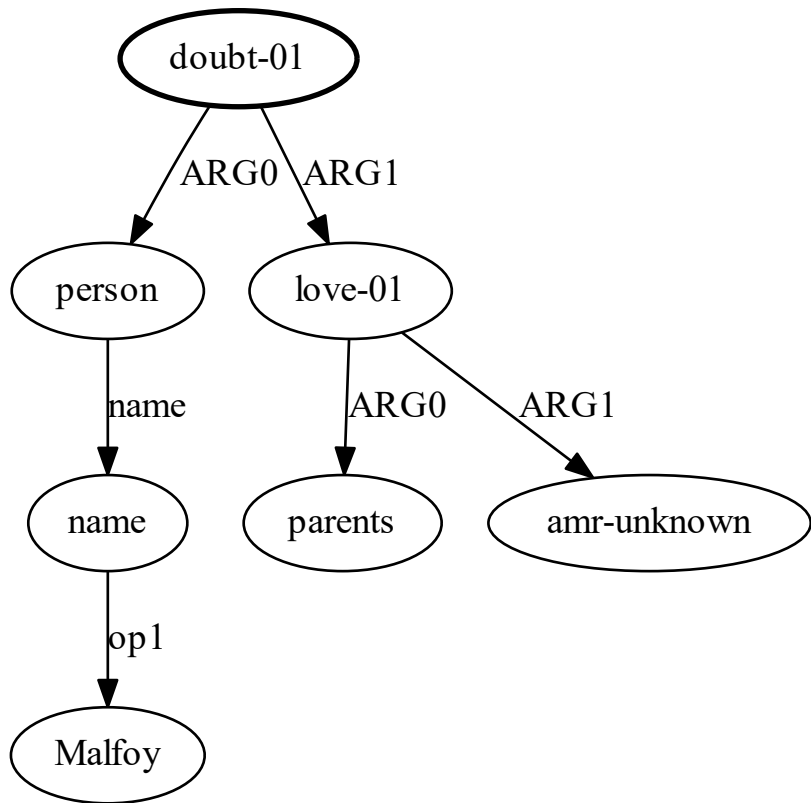 doubt-01
ARG0 ARG1
person love-01
name ARG0 ARG1
name parents amr-unknown
op1
Malfoy